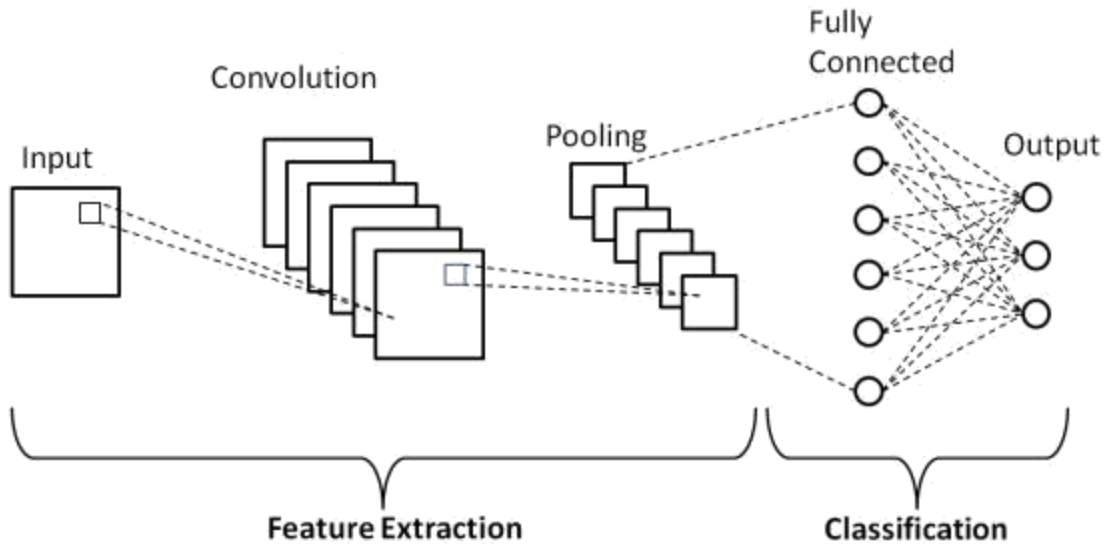 Input
Convolution
Pooling
Fully
Connected
Output
Feature Extraction
Classification